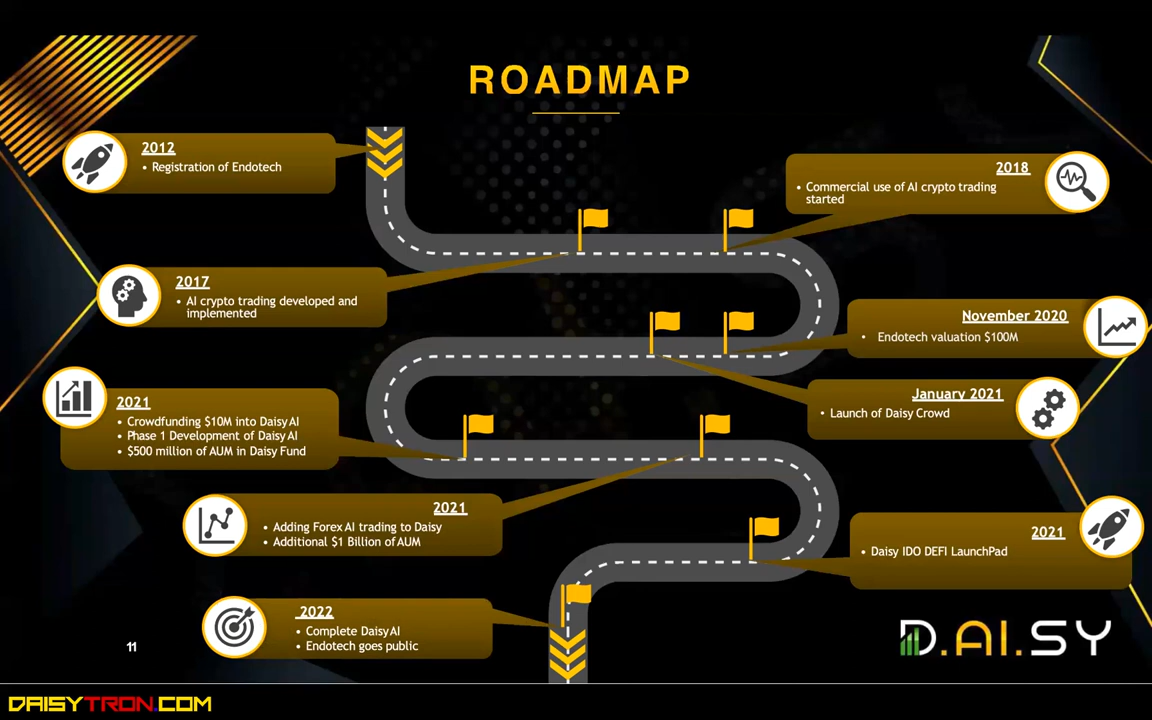 ROADMAP
2012
• Registration of Endotech
2018
• Commercial use of AI crypto trading
started
2017
• AI crypto trading developed and
implemented
November 2020
• Endotech valuation $100M
January 2021
• Launch of Daisy Crowd
2021
• Crowdfunding $10M into Daisy AI
• Phase 1 Development of Daisy AI
• $500 million of AUM in Daisy Fund
2021
• Adding Forex AI trading to Daisy
• Additional $1 Billion of AUM
2021
• Daisy IDO DEFI LaunchPad
2022
• Complete Daisy AI
• Endotech goes public
11
D.AI.SY
DAISYTRON.COM